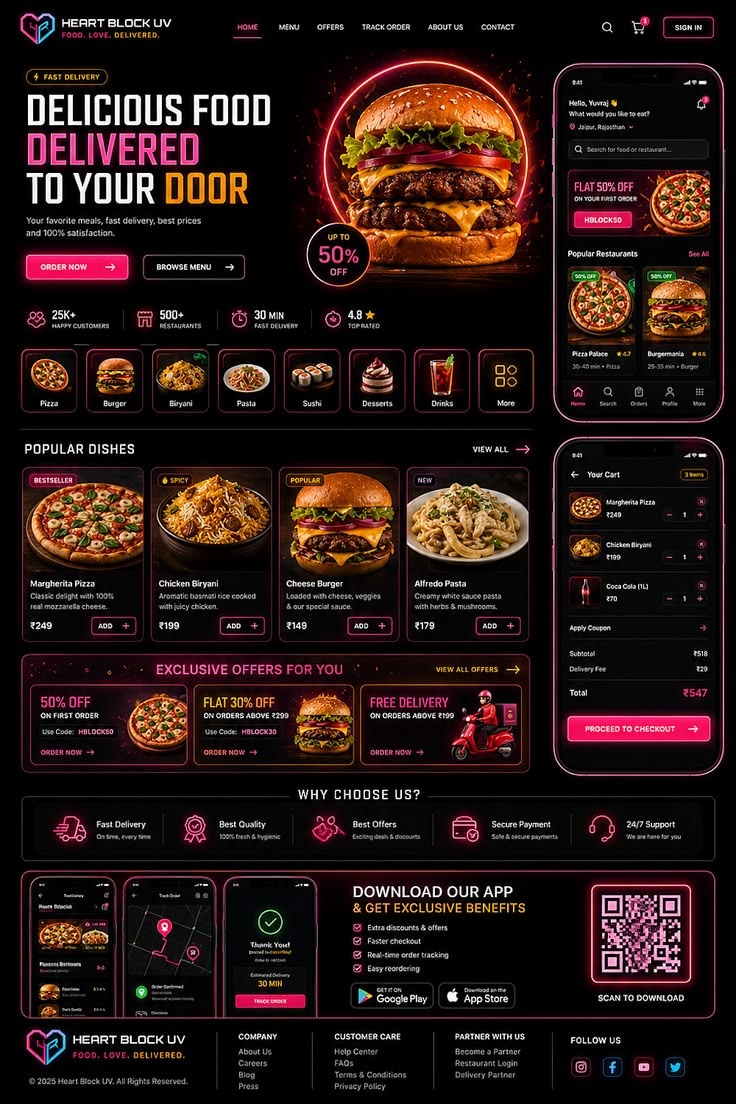 HEART BLOCK UV
FOOD. LOVE. DELIVERED.
HOME
MENU
OFFERS
TRACK ORDER
ABOUT US
CONTACT
3
SIGN IN
FAST DELIVERY
DELICIOUS FOOD
DELIVERED
TO YOUR DOOR
Your favorite meals, fast delivery, best prices
and 100% satisfaction.
ORDER NOW
BROWSE MENU
UP TO
50%
OFF
25K+
HAPPY CUSTOMERS
500+
RESTAURANTS
30 MIN
FAST DELIVERY
4.8
TOP RATED
Pizza
Burger
Biryani
Pasta
Sushi
Desserts
Drinks
More
9:41
Hello, Yuvraj 👋
What would you like to eat?
Jaipur, Rajasthan
Search for food or restaurant...
FLAT 50% OFF
ON YOUR FIRST ORDER
HBLOCK50
Popular Restaurants
See All
50% OFF
50% OFF
Pizza Palace
4.7
30-40 min • Pizza
Burgermania
4.6
25-35 min • Burger
Home
Search
Orders
Profile
More
POPULAR DISHES
VIEW ALL
BESTSELLER
Margherita Pizza
Classic delight with 100%
real mozzarella cheese.
₹249
ADD +
SPICY
Chicken Biryani
Aromatic basmati rice cooked
with juicy chicken.
₹199
ADD +
POPULAR
Cheese Burger
Loaded with cheese, veggies
& our special sauce.
₹149
ADD +
NEW
Alfredo Pasta
Creamy white sauce pasta
with herbs & mushrooms.
₹179
ADD +
9:41
Your Cart
3 Items
Margherita Pizza
₹249
1
Chicken Biryani
₹199
1
Coca Cola (1L)
₹70
1
Apply Coupon
Subtotal
₹518
Delivery Fee
₹29
Total
₹547
PROCEED TO CHECKOUT
EXCLUSIVE OFFERS FOR YOU
VIEW ALL OFFERS
50% OFF
ON FIRST ORDER
Use Code: HBLOCK50
ORDER NOW
FLAT 30% OFF
ON ORDERS ABOVE ₹299
Use Code: HBLOCK30
ORDER NOW
FREE DELIVERY
ON ORDERS ABOVE ₹199
ORDER NOW
WHY CHOOSE US?
Fast Delivery
On time, every time
Best Quality
100% fresh & hygienic
Best Offers
Exciting deals & discounts
Secure Payment
Safe & secure payments
24/7 Support
We are here for you
Track Order
Order Confirmed
Thank You!
Estimated Delivery
30 MIN
TRACK ORDER
DOWNLOAD OUR APP
& GET EXCLUSIVE BENEFITS
Extra discounts & offers
Faster checkout
Real-time order tracking
Easy reordering
GET IT ON
Google Play
Download on the
App Store
SCAN TO DOWNLOAD
HEART BLOCK UV
FOOD. LOVE. DELIVERED.
© 2025 Heart Block UV. All Rights Reserved.
COMPANY
About Us
Careers
Blog
Press
CUSTOMER CARE
Help Center
FAQs
Terms & Conditions
Privacy Policy
PARTNER WITH US
Become a Partner
Restaurant Login
Delivery Partner
FOLLOW US